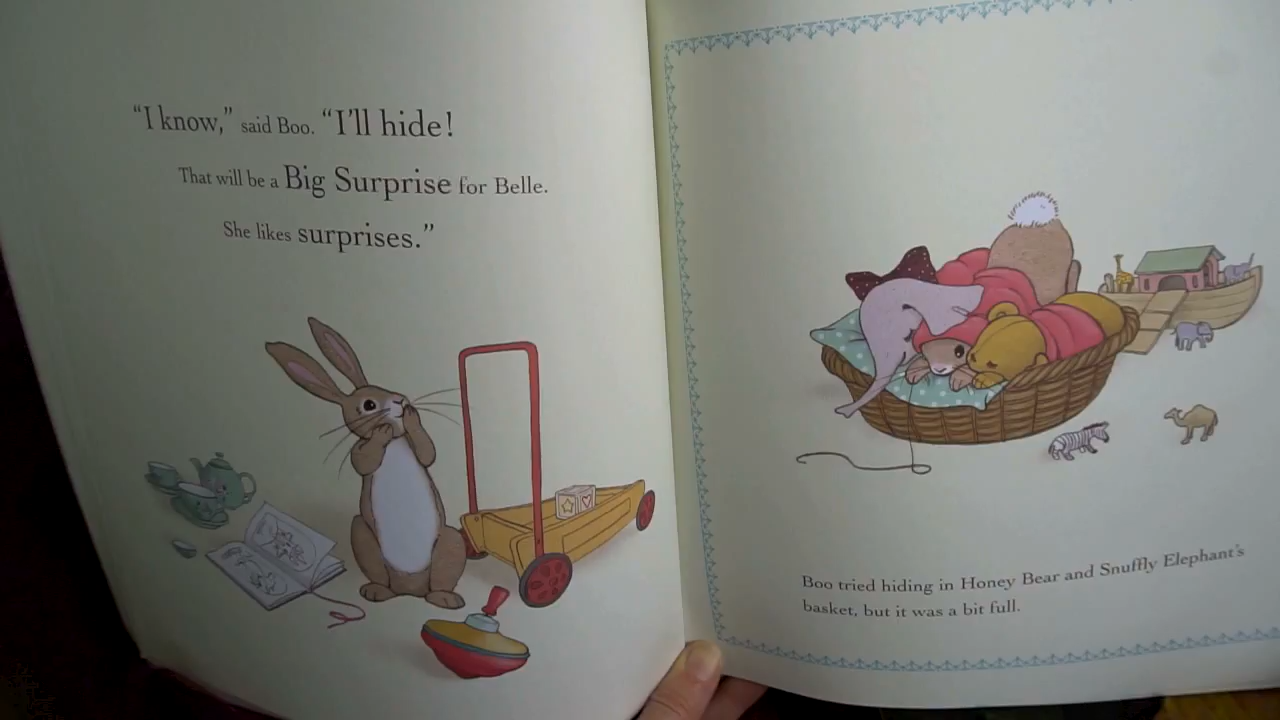 “I know,” said Boo. “I’ll hide!
That will be a Big Surprise for Belle.
She likes surprises.”
Boo tried hiding in Honey Bear and Snuffly Elephant’s
basket, but it was a bit full.